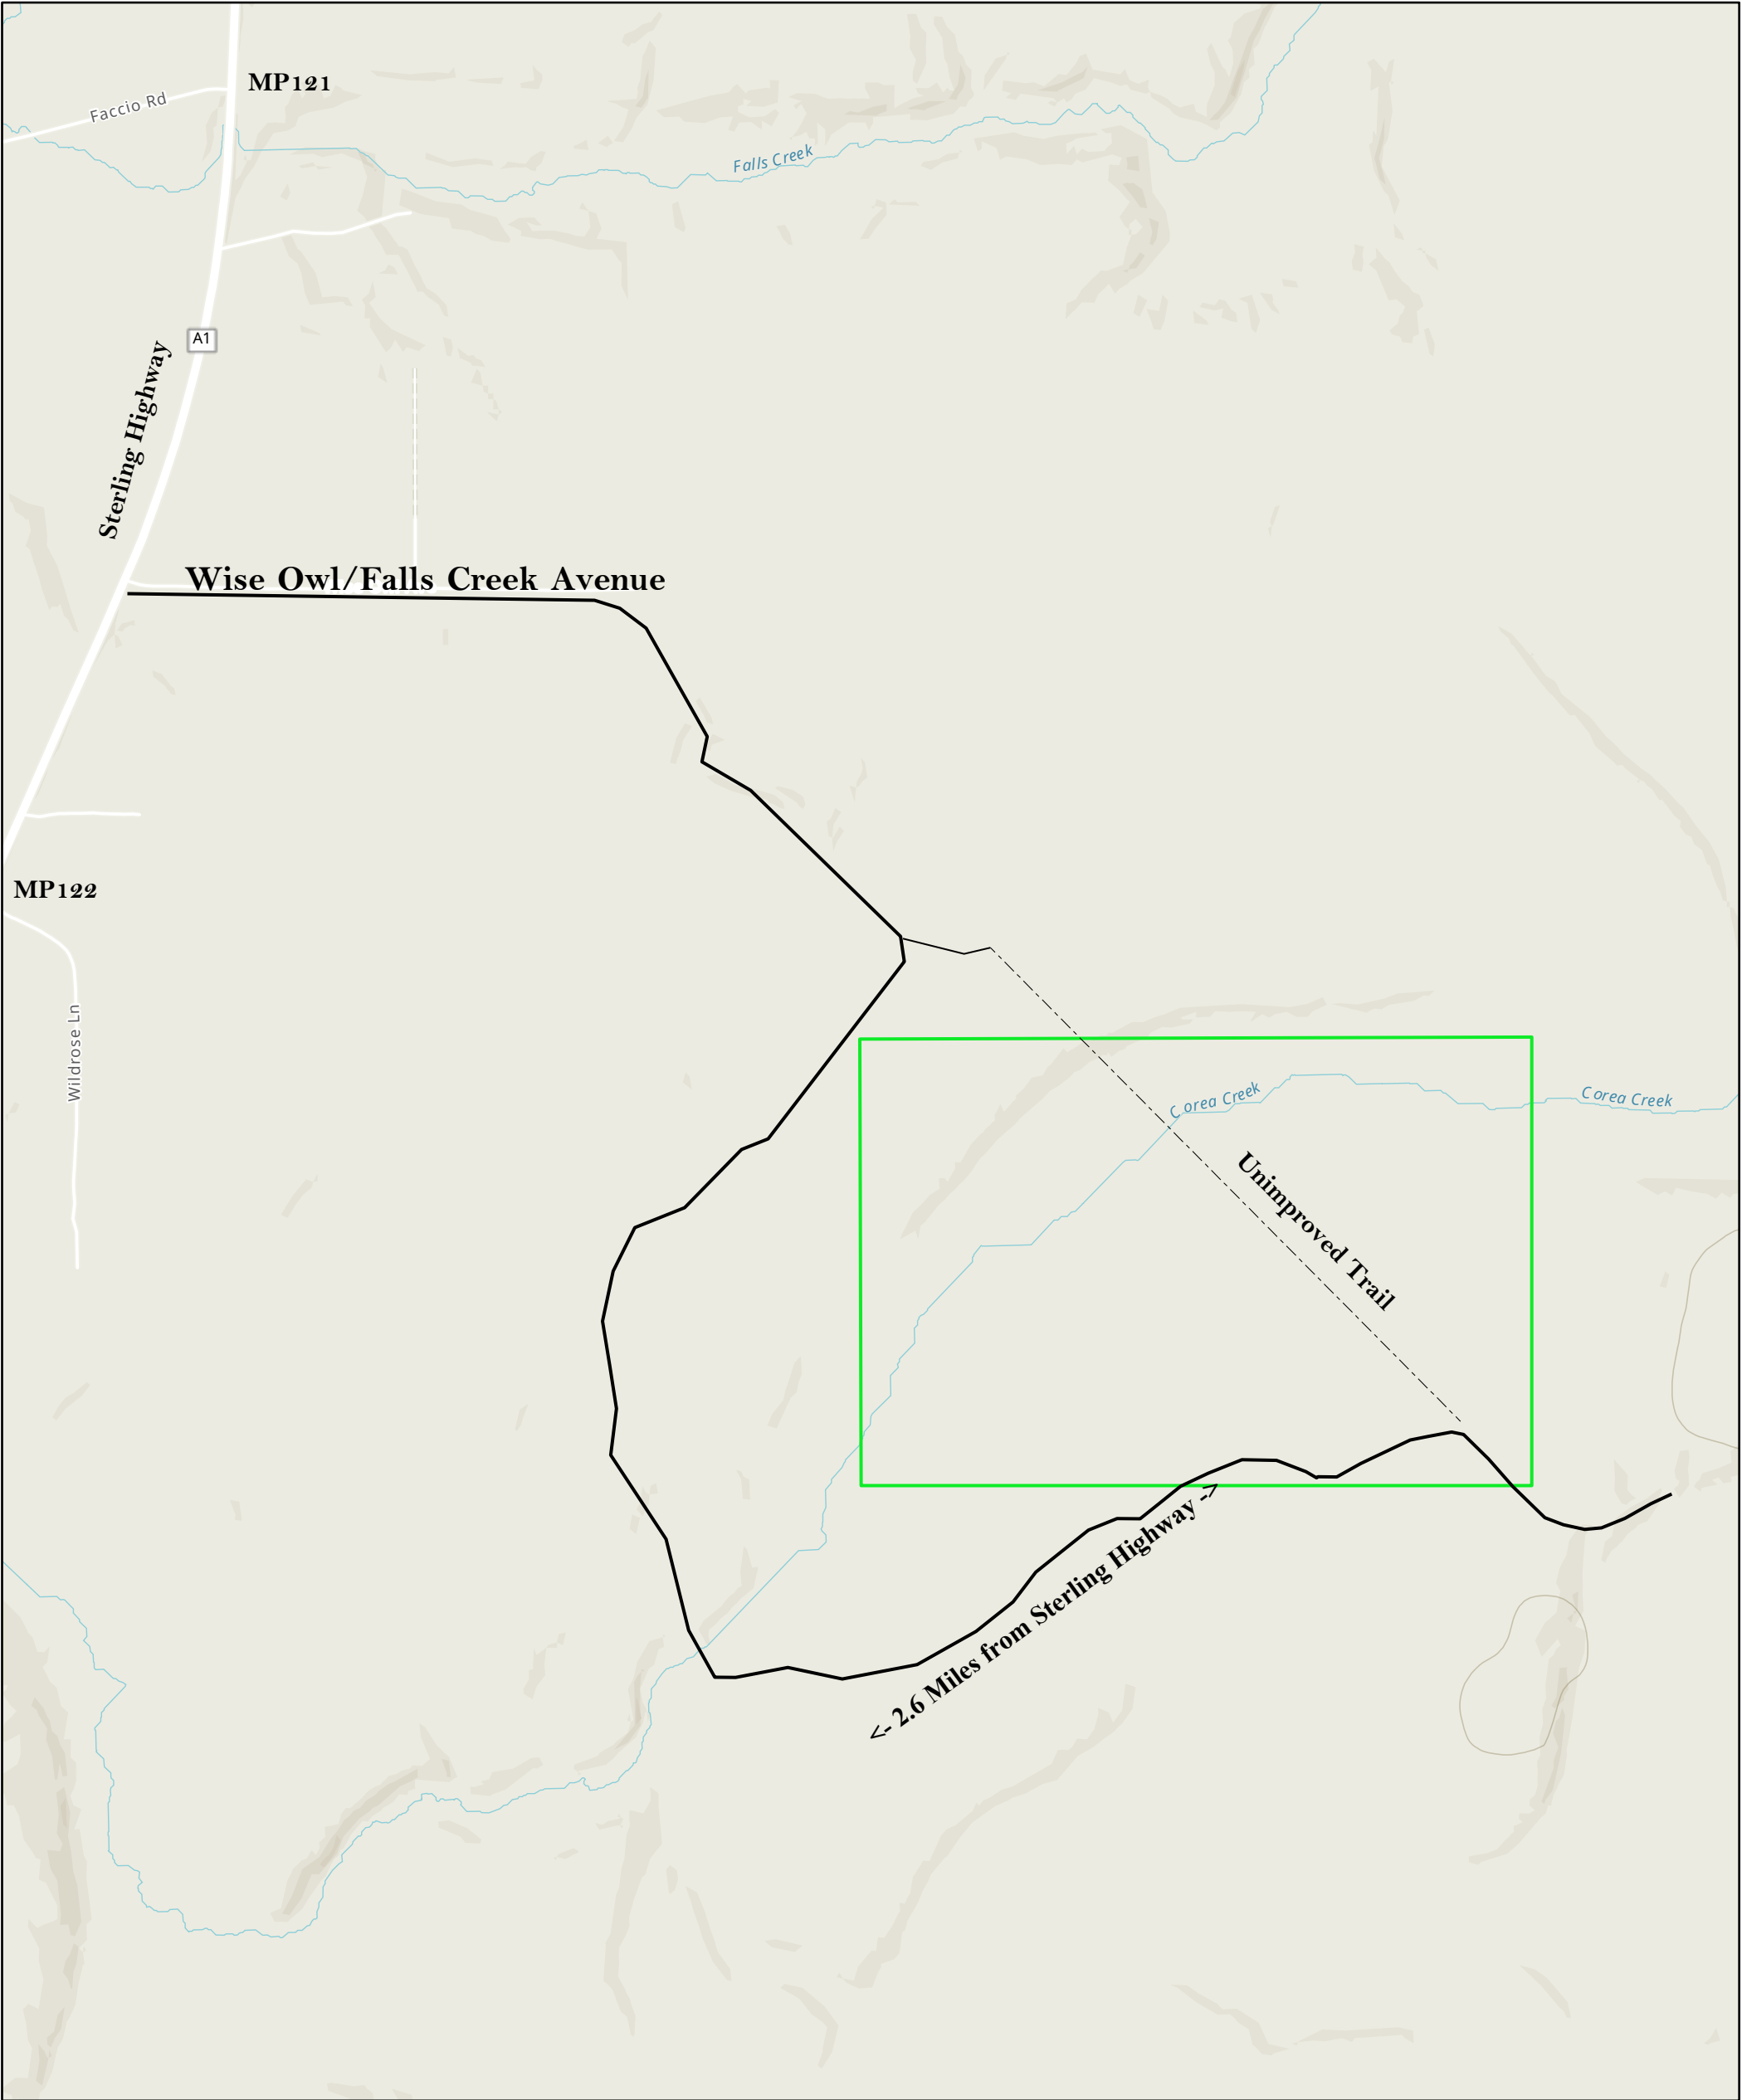 MP121
Faccio Rd
Falls Creek
A1
Sterling Highway
Wise Owl/Falls Creek Avenue
MP122
Wildrose Ln
Corea Creek
Corea Creek
Unimproved Trail
<- 2.6 Miles from Sterling Highway ->